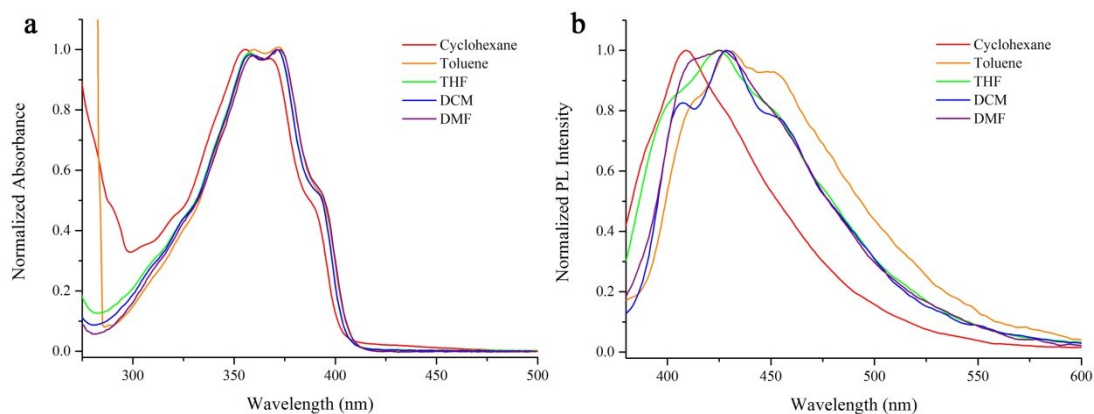 a
Normalized Absorbance
1.0
0.8
0.6
0.4
0.2
0.0
Cyclohexane
Toluene
THF
DCM
DMF
300 350 400 450 500
Wavelength (nm)
b
Normalized PL Intensity
1.0
0.8
0.6
0.4
0.2
0.0
Cyclohexane
Toluene
THF
DCM
DMF
400 450 500 550 600
Wavelength (nm)